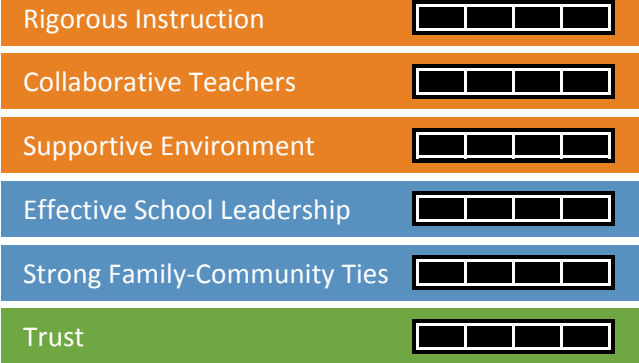 Rigorous Instruction
Collaborative Teachers
Supportive Environment
Effective School Leadership
Strong Family-Community Ties
Trust